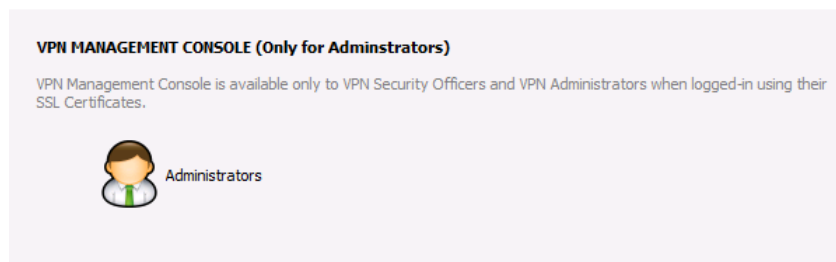 VPN MANAGEMENT CONSOLE (Only for Adminstrators)
VPN Management Console is available only to VPN Security Officers and VPN Administrators when logged-in using their
SSL Certificates.
Administrators